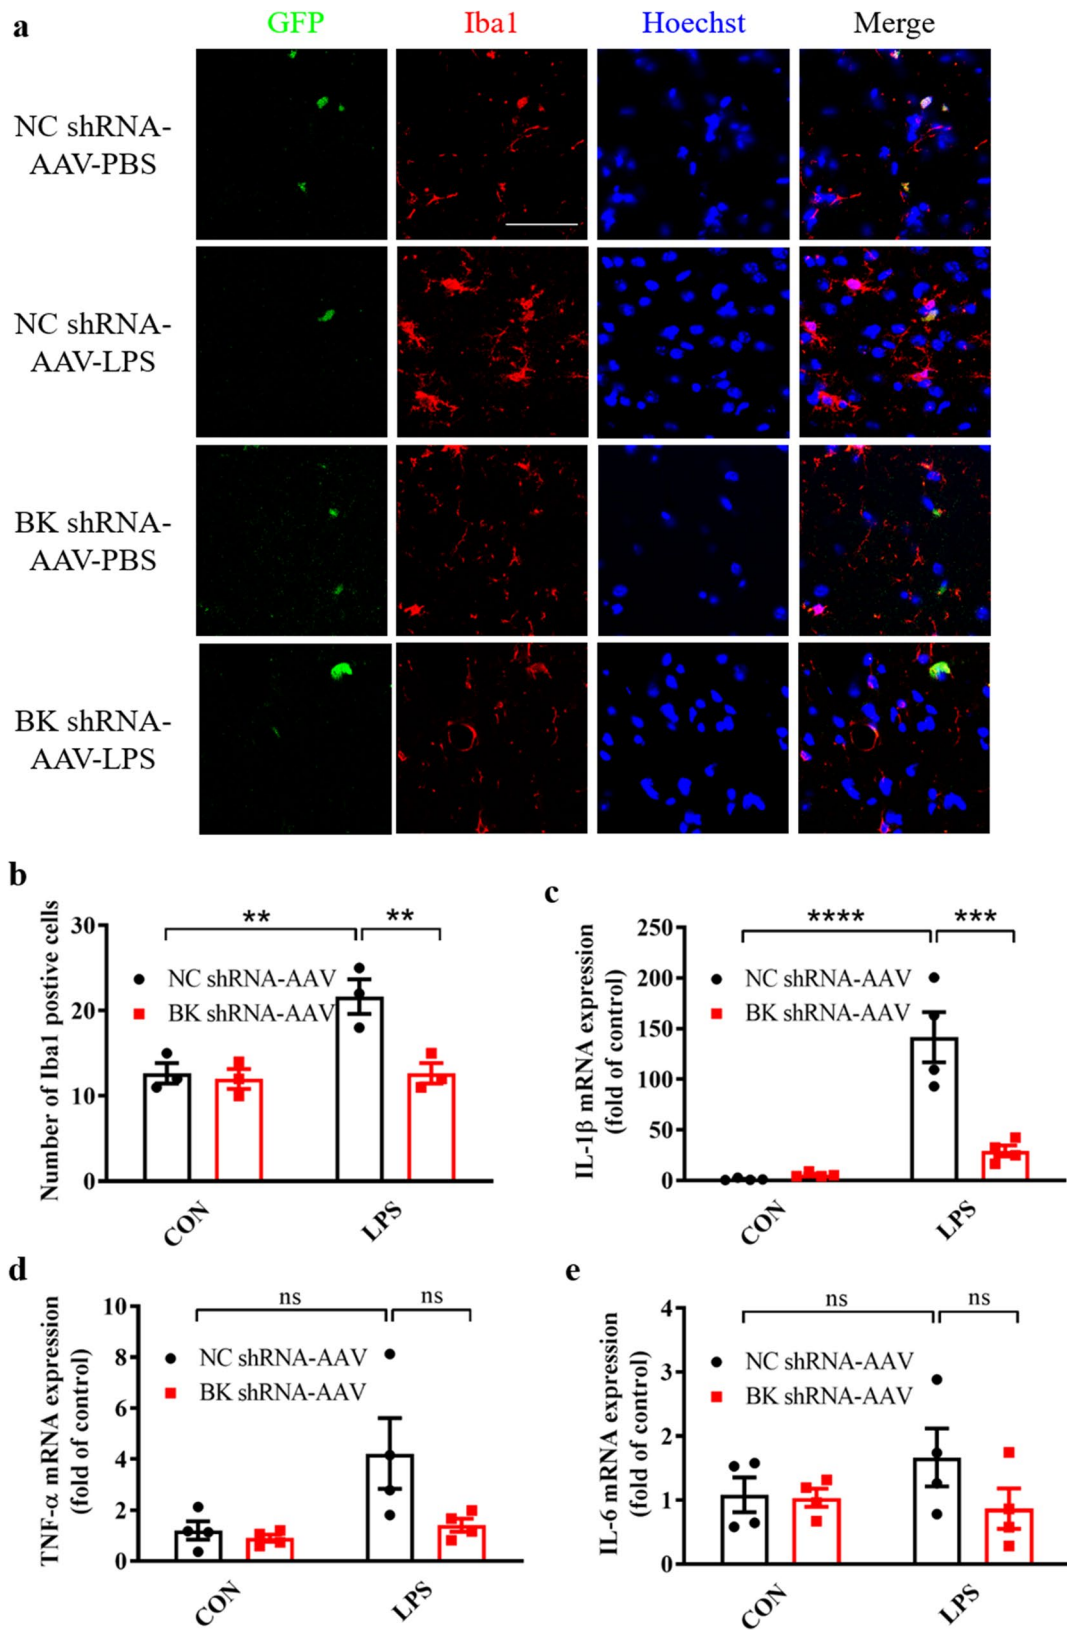 a
GFP Iba1 Hoechst Merge
NC shRNA-
AAV-PBS
NC shRNA-
AAV-LPS
BK shRNA-
AAV-PBS
BK shRNA-
AAV-LPS
b
Number of Iba1 postive cells
30
20
10
0
** **
NC shRNA-AAV
BK shRNA-AAV
CON LPS
c
IL-1β mRNA expression
(fold of control)
250
200
150
100
50
0
**** ***
NC shRNA-AAV
BK shRNA-AAV
CON LPS
d
TNF-α mRNA expression
(fold of control)
10
8
6
4
2
0
ns ns
NC shRNA-AAV
BK shRNA-AAV
CON LPS
e
IL-6 mRNA expression
(fold of control)
4
3
2
1
0
ns ns
NC shRNA-AAV
BK shRNA-AAV
CON LPS